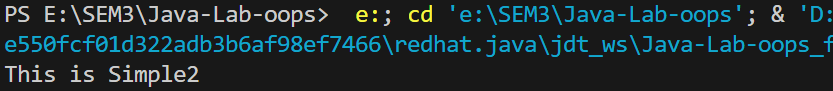 PS E:\SEM3\Java-Lab-oops>  e:; cd 'e:\SEM3\Java-Lab-oops'; & 'D:
e550fcf01d322adb3b6af98ef7466\redhat.java\jdt_ws\Java-Lab-oops_f
This is Simple2